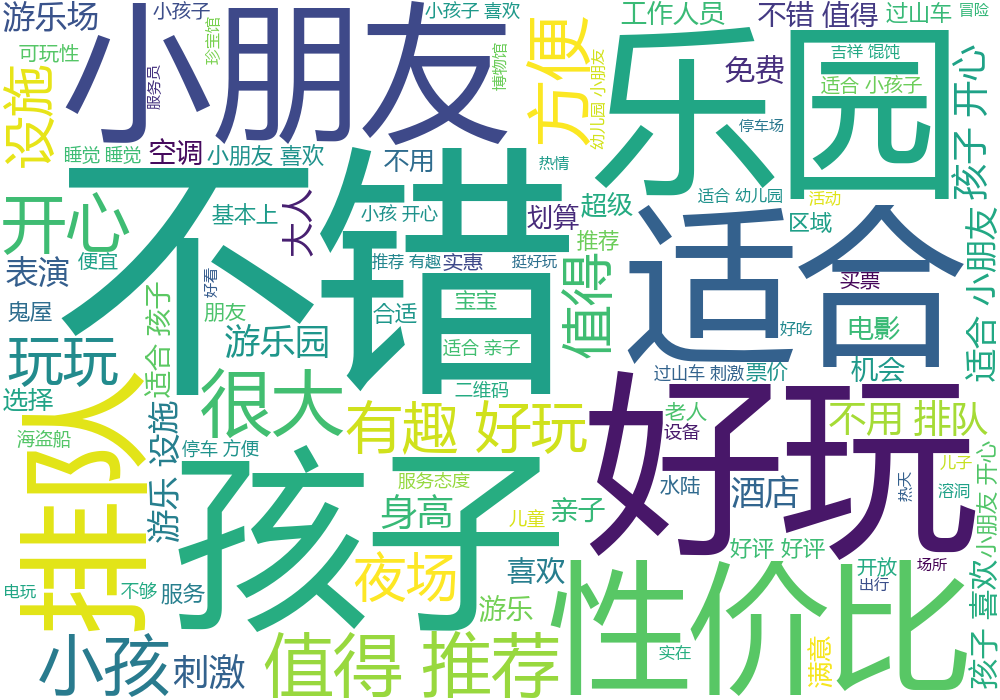 游乐场
小孩子
小孩子 喜欢
工作人员
不错 值得
过山车
冒险
小朋友
珍宝馆
方便
乐园
可玩性
服务员
博物馆
免费
吉祥 馄饨
孩子 开心
设施
幼儿园 小朋友
适合 小孩子
停车场
睡觉 睡觉
空调
小朋友 喜欢
不用
热情
不错
适合 幼儿园
活动
开心
大人
基本上
小孩 开心
划算
超级
适合
区域
适合 小朋友
表演
便宜
推荐 有趣
实惠
挺好玩
推荐
好看
买票
鬼屋
适合 孩子
朋友
宝宝
合适
值得
好吃
电影
玩玩
游乐园
适合 亲子
过山车 刺激
票价
机会
选择
很大
二维码
好玩
排队
游乐 设施
有趣 好玩
老人
设备
不用 排队
海盗船
停车 方便
孩子
服务态度
水陆
酒店
热天
儿子
溶洞
小朋友 开心
身高
儿童
亲子
好评 好评
夜场
喜欢
性价比
开放
场所
出行
电玩
不够
服务
游乐
孩子 喜欢
小孩
刺激
值得 推荐
实在
满意